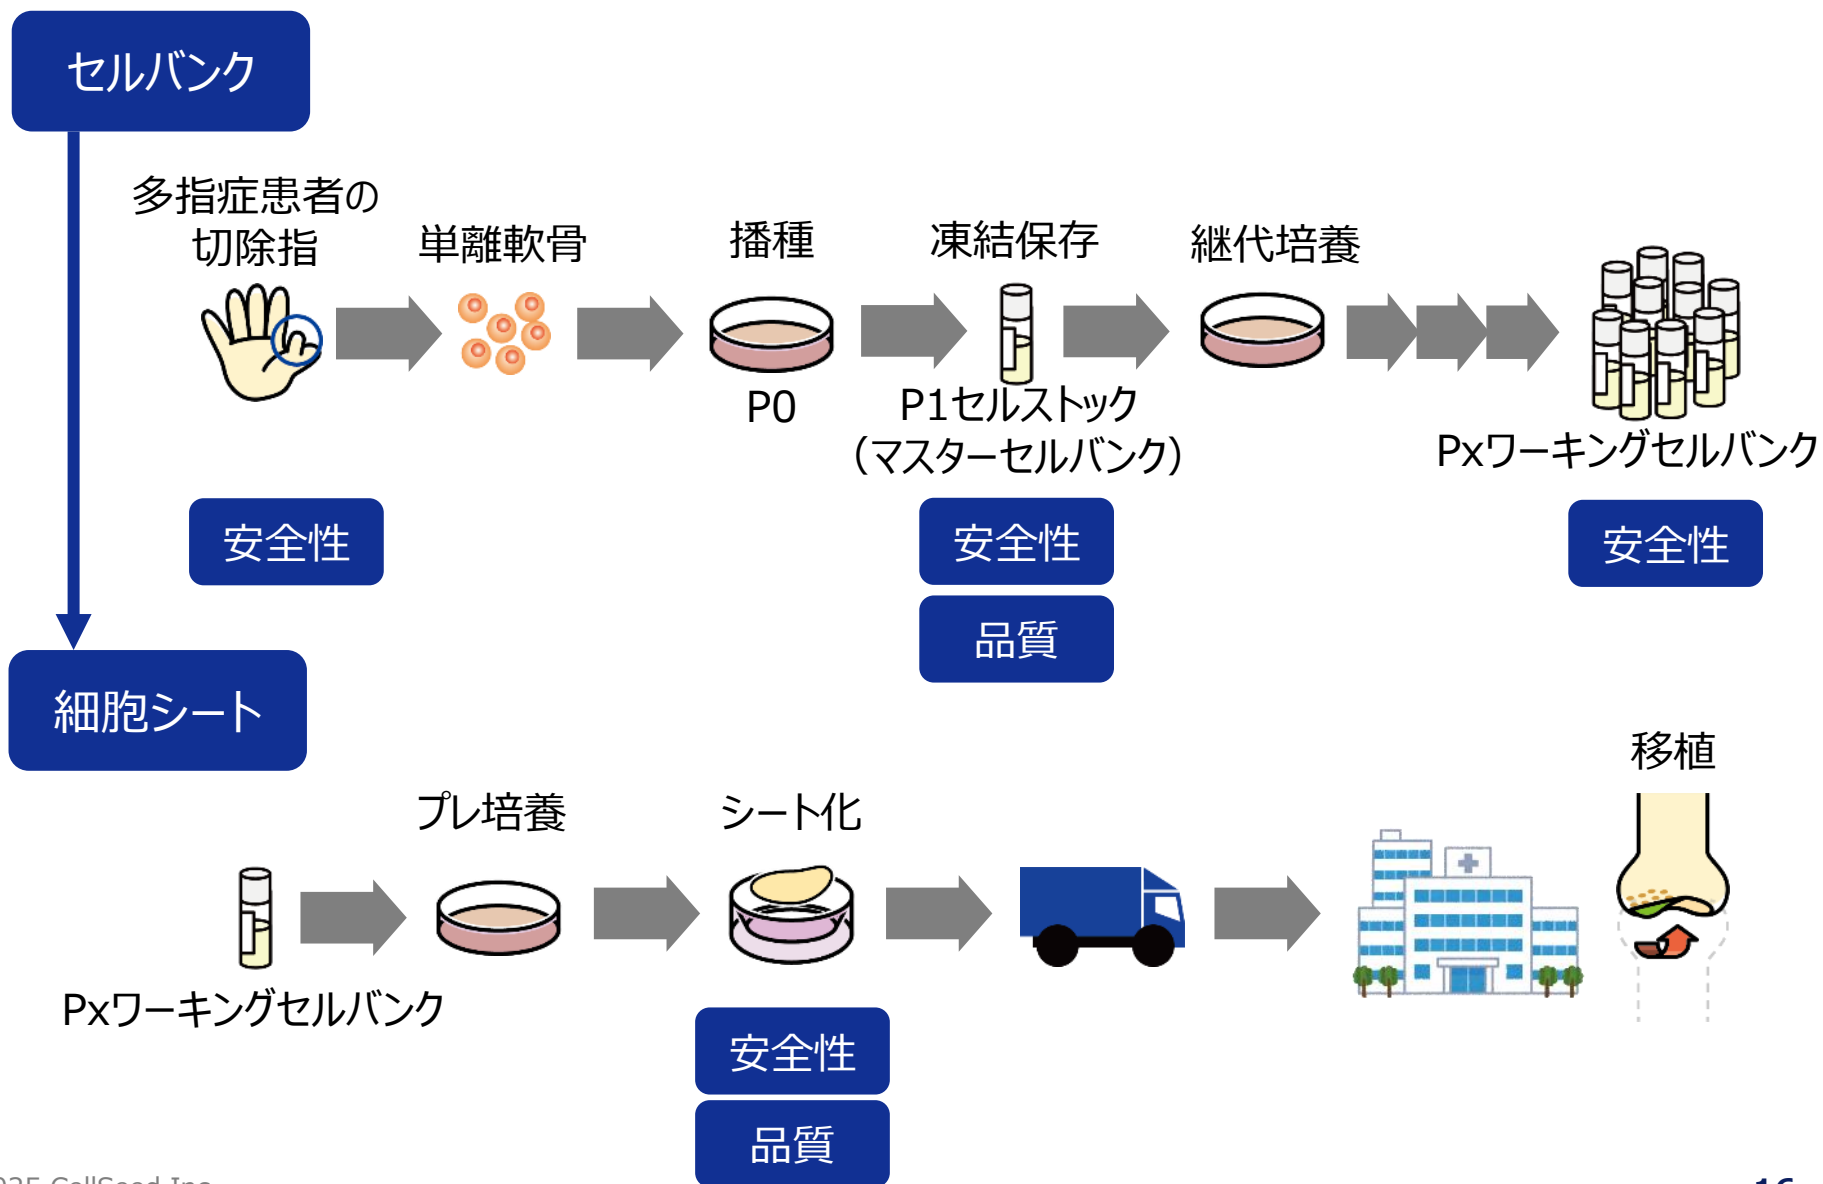 セルバンク
多指症患者の
切除指
単離軟骨
播種
凍結保存
継代培養
P0
P1セルストック
（マスターセルバンク）
Pxワーキングセルバンク
安全性
安全性
安全性
品質
細胞シート
移植
プレ培養
シート化
Pxワーキングセルバンク
安全性
品質
CellSeed Inc
16